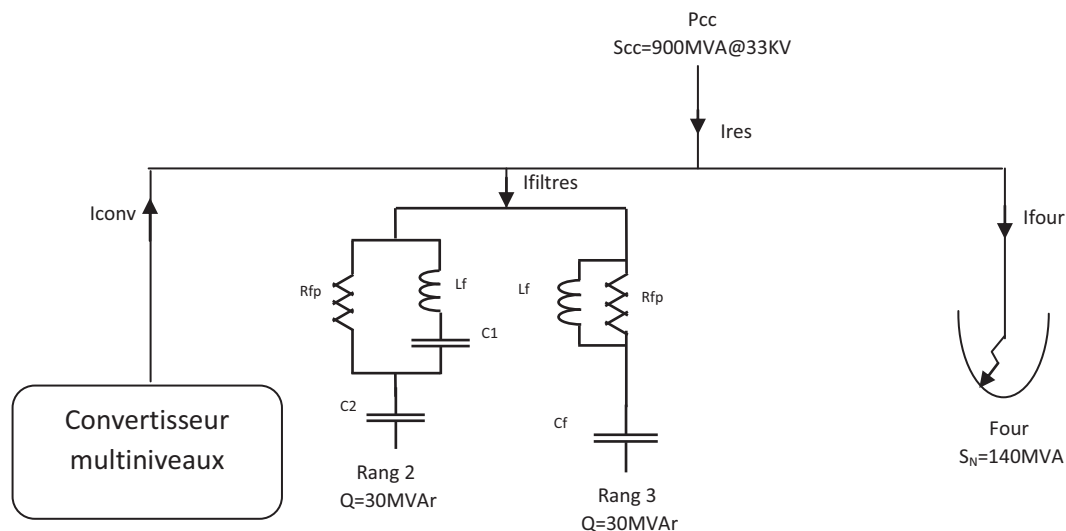 Pcc
Scc=900MVA@33KV
Ires
Ifiltres
Iconv
Ifour
Rfp
Lf
C1
Lf
Rfp
C2
Cf
Convertisseur
multiniveaux
Rang 2
Q=30MVAr
Rang 3
Q=30MVAr
Four
SN=140MVA